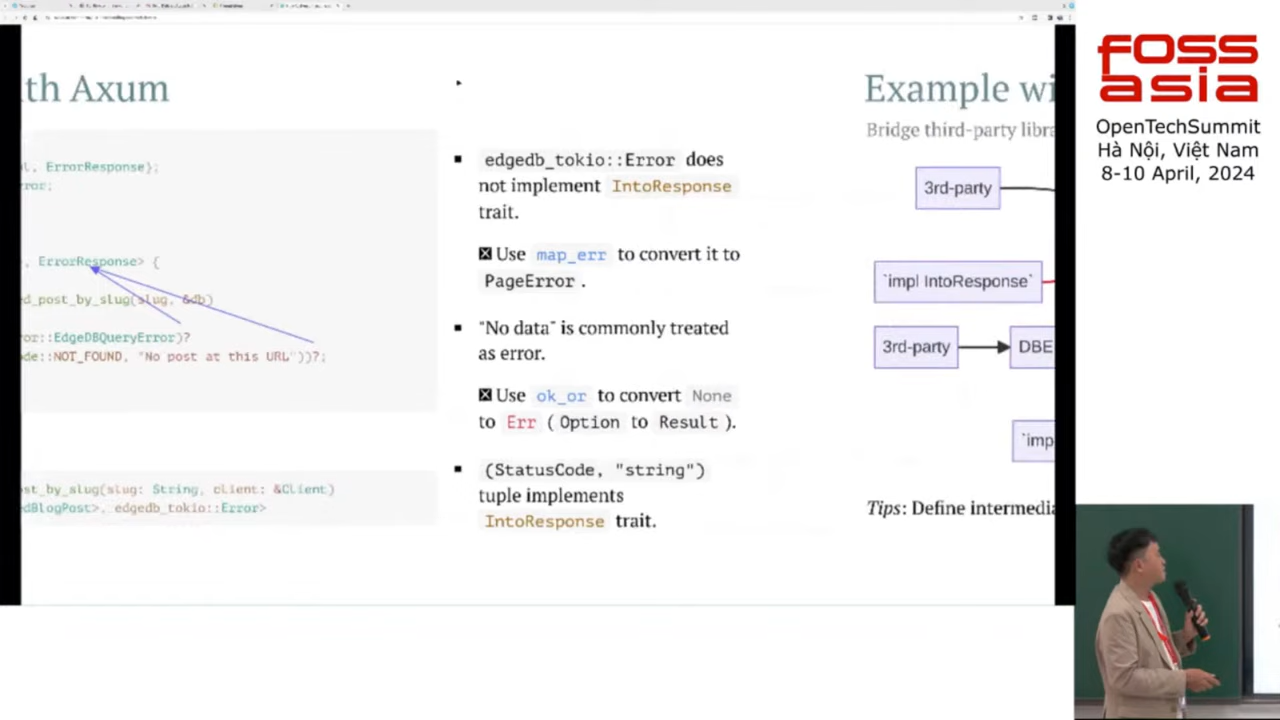 th Axum
, ErrorResponse};
ror;
, ErrorResponse> {
d_post_by_slug(slug, &db)
ror::EdgeDBQueryError)?
de::NOT_FOUND, "No post at this URL"))?;
st_by_slug(slug: String, client: &Client)
dBlogPost>, edgedb_tokio::Error>
▪ edgedb_tokio::Error does
not implement IntoResponse
trait.
Use map_err to convert it to
PageError .
▪ "No data" is commonly treated
as error.
Use ok_or to convert None
to Err ( Option to Result ).
▪ (StatusCode, "string")
tuple implements
IntoResponse trait.
Example wi
Bridge third-party libra
3rd-party
`impl IntoResponse`
3rd-party
DBE
`imp
Tips: Define intermedia
FOSS
asia
OpenTechSummit
Hà Nội, Việt Nam
8-10 April, 2024